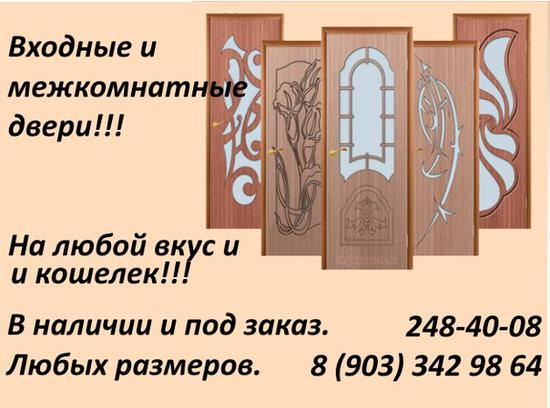 Входные и
межкомнатные
двери!!!
На любой вкус и
и кошелек!!!
В наличии и под заказ.
248-40-08
Любых размеров.
8 (903) 342 98 64